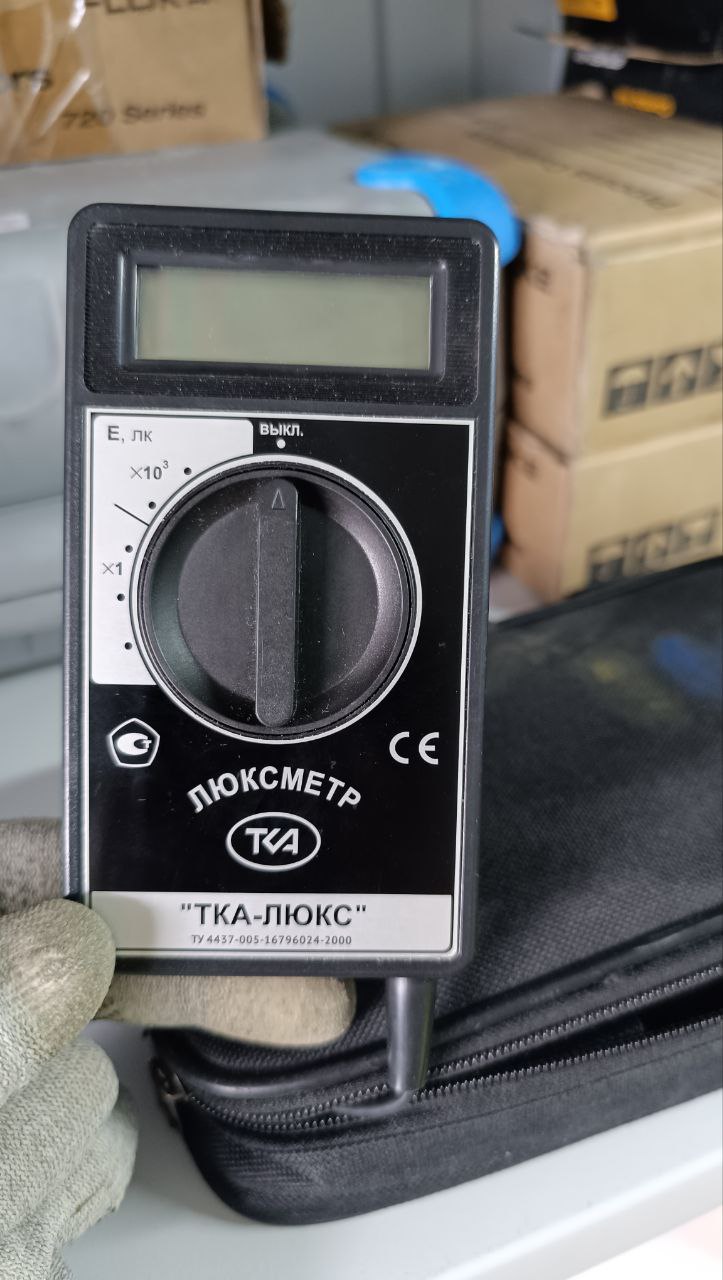 720 Series
Е, лк
ВЫКЛ.
×10³
×1
CE
ЛЮКСМЕТР
ТКА
"ТКА-ЛЮКС"
ТУ 4437-005-16796024-2000